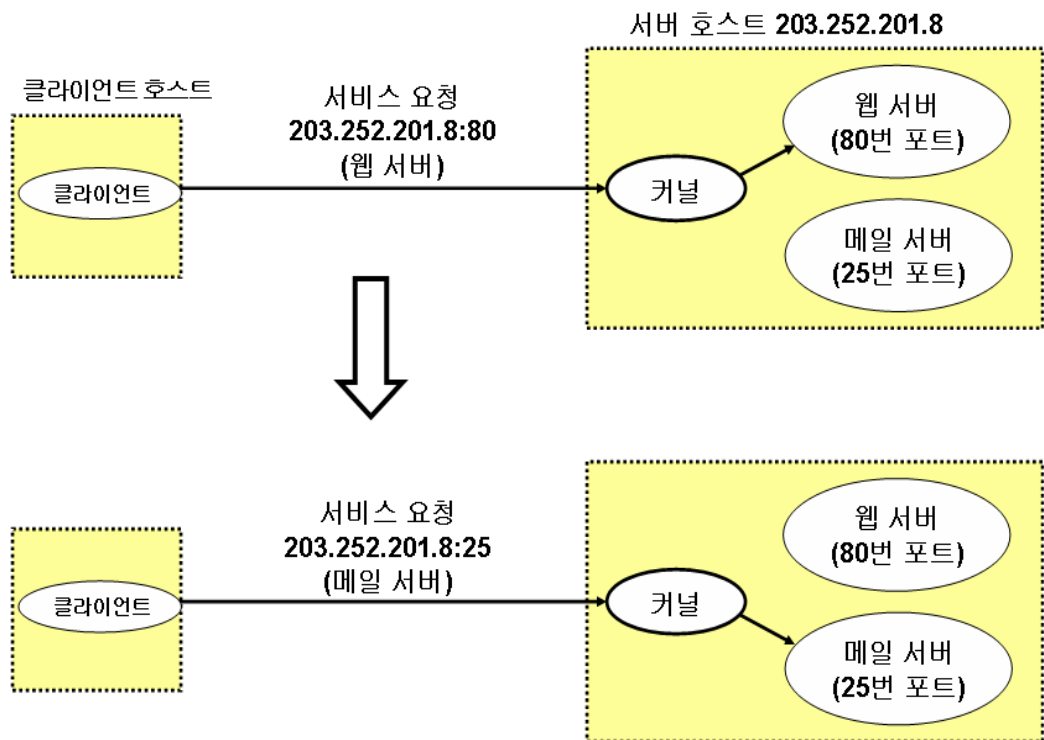 서버 호스트 203.252.201.8
클라이언트 호스트
서비스 요청
203.252.201.8:80
(웹 서버)
클라이언트
커널
웹 서버
(80번 포트)
메일 서버
(25번 포트)
서비스 요청
203.252.201.8:25
(메일 서버)
클라이언트
커널
웹 서버
(80번 포트)
메일 서버
(25번 포트)